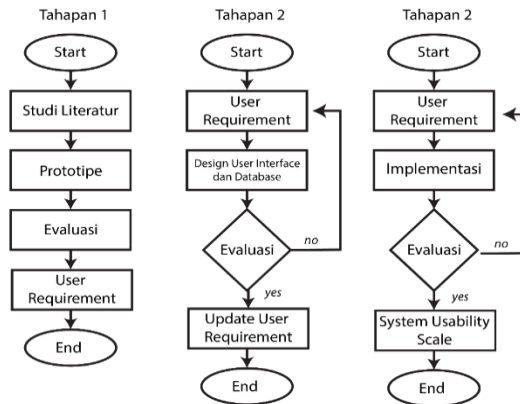 Tahapan 1
Start
Studi Literatur
Prototipe
Evaluasi
User
Requirement
End
Tahapan 2
Start
User
Requirement
Design User Interface
dan Database
Evaluasi
no
yes
Update User
Requirement
End
Tahapan 2
Start
User
Requirement
Implementasi
Evaluasi
no
yes
System Usability
Scale
End